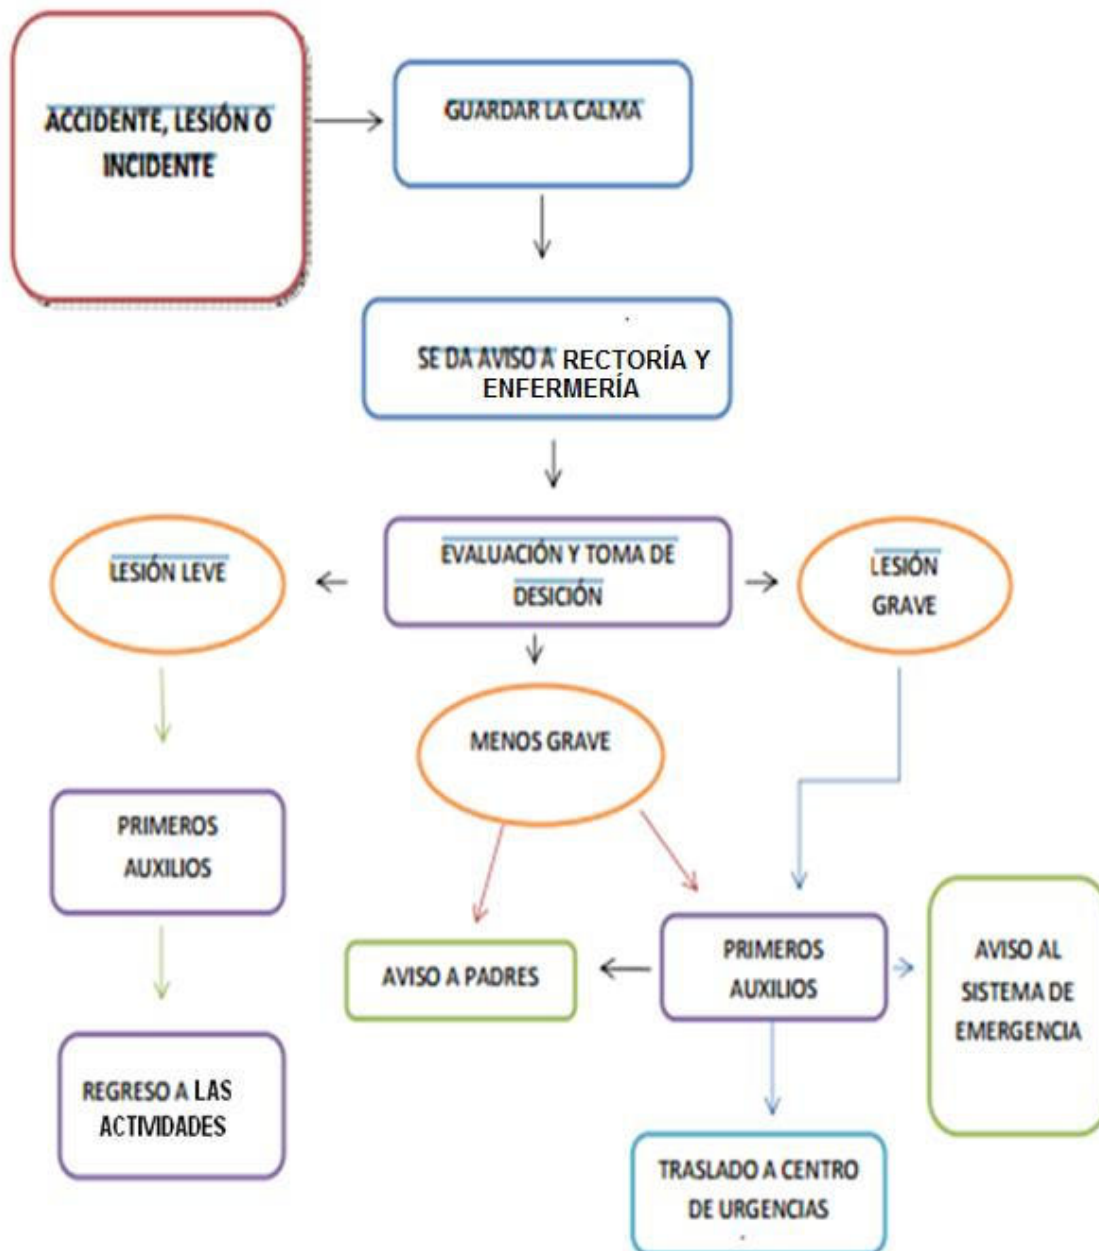 ACCIDENTE, LESIÓN O
INCIDENTE
GUARDAR LA CALMA
SE DA AVISO A RECTORÍA Y
ENFERMERÍA
EVALUACIÓN Y TOMA DE
DESICIÓN
LESIÓN LEVE
LESIÓN
GRAVE
MENOS GRAVE
PRIMEROS
AUXILIOS
AVISO A PADRES
PRIMEROS
AUXILIOS
AVISO AL
SISTEMA DE
EMERGENCIA
REGRESO A LAS
ACTIVIDADES
TRASLADO A CENTRO
DE URGENCIAS